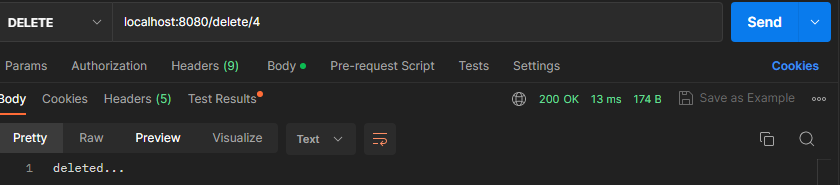 DELETE localhost:8080/delete/4 Send
Params Authorization Headers (9) Body Pre-request Script Tests Settings Cookies
Body Cookies Headers (5) Test Results 200 OK 13 ms 174 B Save as Example
Pretty Raw Preview Visualize Text
1 deleted...